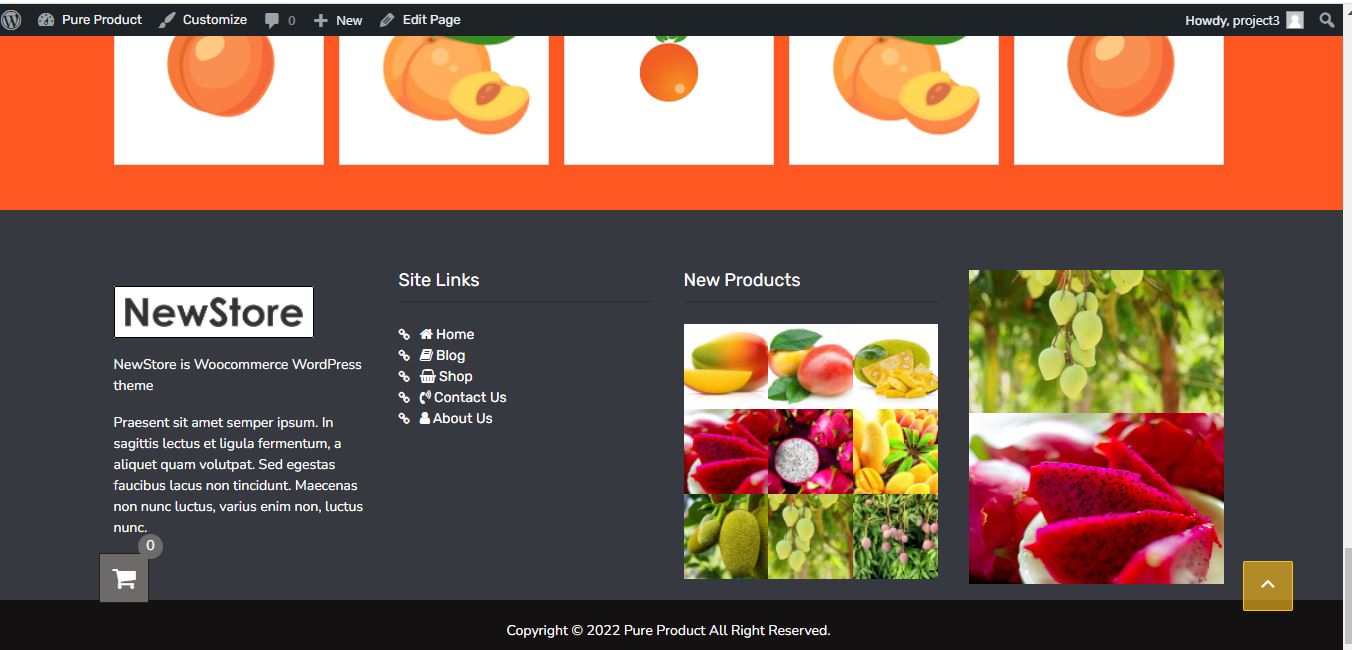 Pure Product Customize 0 New Edit Page Howdy, project3
NewStore
NewStore is Woocommerce WordPress
theme
Praesent sit amet semper ipsum. In
sagittis lectus et ligula fermentum, a
aliquet quam volutpat. Sed egestas
faucibus lacus non tincidunt. Maecenas
non nunc luctus, varius enim non, luctus
nunc.
0
Site Links
Home
Blog
Shop
Contact Us
About Us
New Products
Copyright © 2022 Pure Product All Right Reserved.